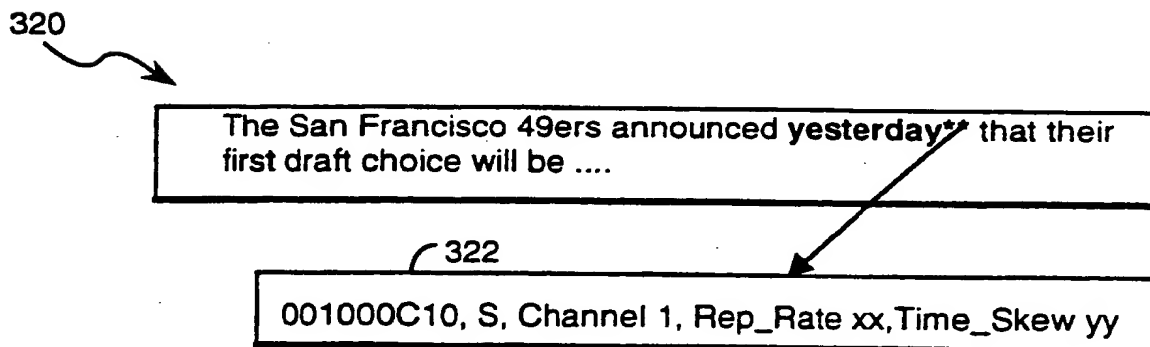 320
The San Francisco 49ers announced yesterday** that their
first draft choice will be ....
322
001000C10, S, Channel 1, Rep_Rate xx,Time_Skew yy